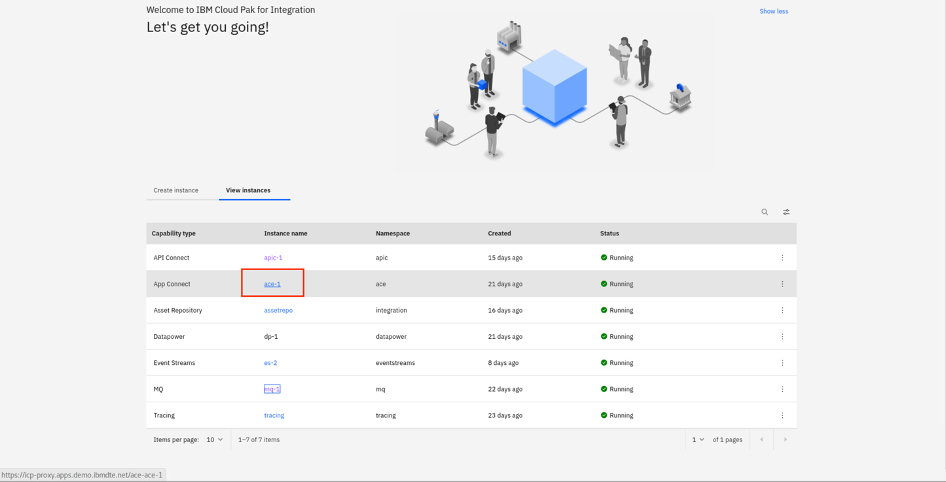 Welcome to IBM Cloud Pak for Integration
Show less
Let's get you going!
Create instance View instances
Capability type Instance name Namespace Created Status
API Connect apic-1 apic 15 days ago Running
App Connect ace-1 ace 21 days ago Running
Asset Repository assetrepo integration 16 days ago Running
Datapower dp-1 datapower 21 days ago Running
Event Streams es-2 eventstreams 8 days ago Running
MQ mq-1 mq 22 days ago Running
Tracing tracing tracing 23 days ago Running
Items per page: 10 1–7 of 7 items 1 of 1 pages
https://icp-proxy.apps.demo.ibmdte.net/ace-ace-1